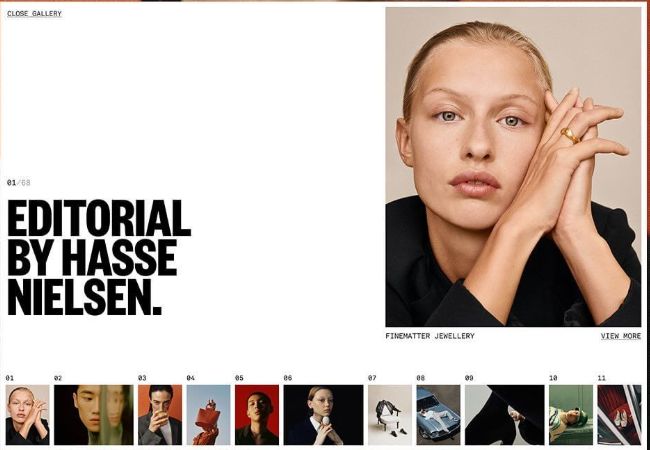 CLOSE GALLERY
01/68
EDITORIAL
BY HASSE
NIELSEN.
FINEMATTER JEWELLERY
VIEW MORE
01
02
03
04
05
06
07
08
09
10
11